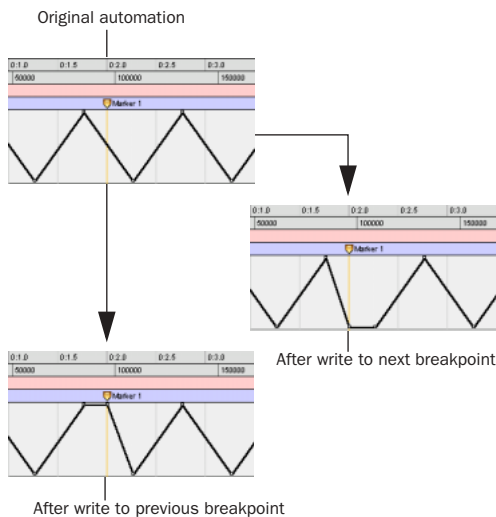 Original automation
0:1.0 0:1.5 0:2.0 0:2.5 0:3.0
50000 100000 150000
Marker 1
0:1.0 0:1.5 0:2.0 0:2.5 0:3.0
50000 100000 150000
Marker 1
After write to next breakpoint
0:1.0 0:1.5 0:2.0 0:2.5 0:3.0
50000 100000 150000
Marker 1
After write to previous breakpoint